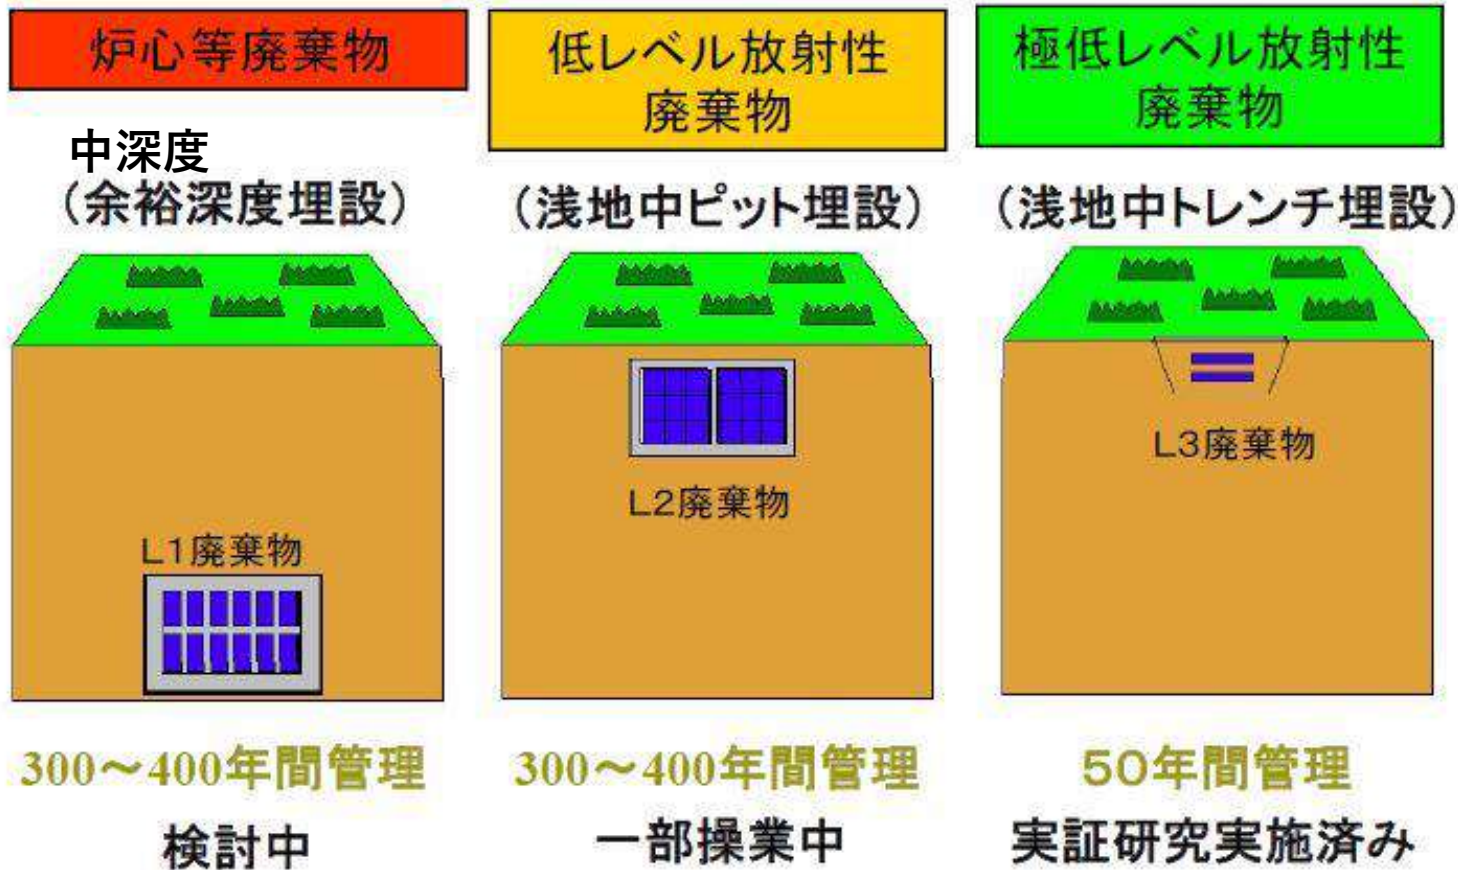 炉心等廃棄物
中深度
（余裕深度埋設）
L1廃棄物
300～400年間管理
検討中
低レベル放射性
廃棄物
（浅地中ピット埋設）
L2廃棄物
300～400年間管理
一部操業中
極低レベル放射性
廃棄物
（浅地中トレンチ埋設）
L3廃棄物
50年間管理
実証研究実施済み